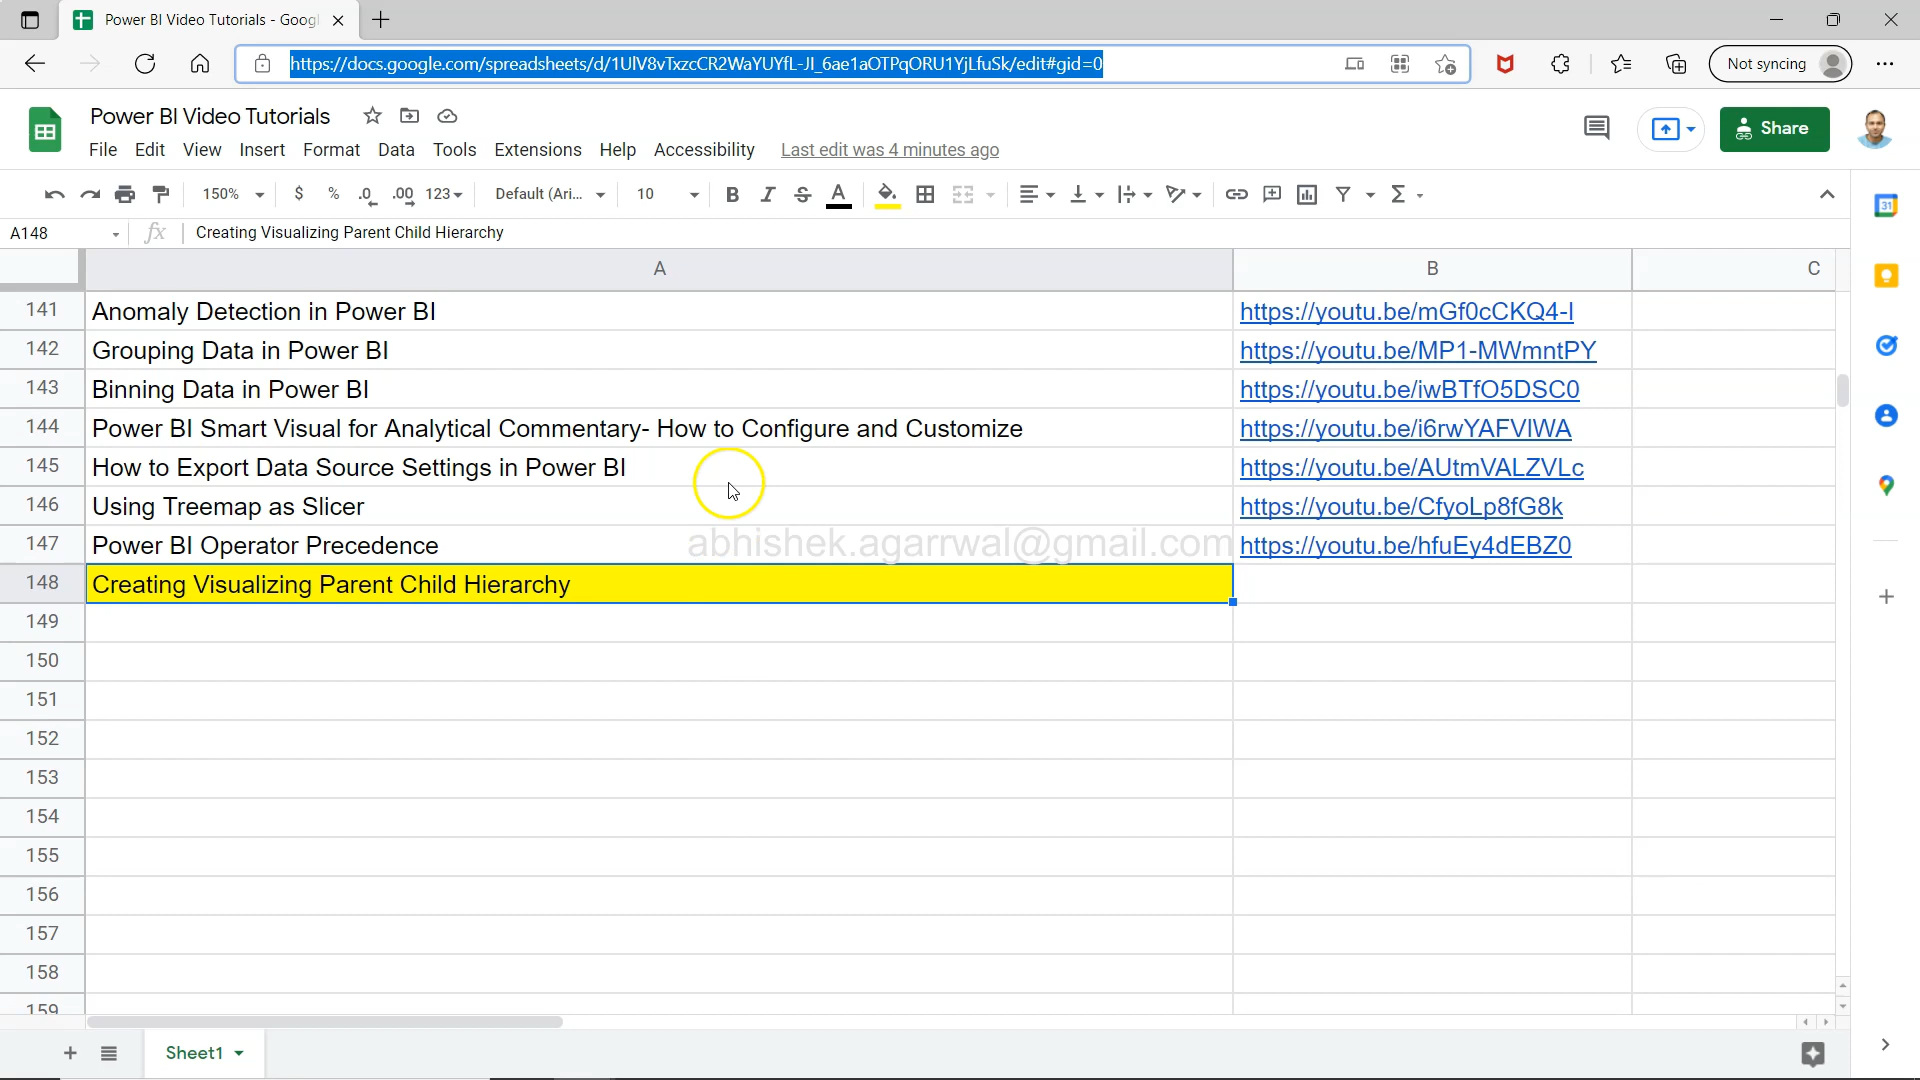 Power BI Video Tutorials - Goog
https://docs.google.com/spreadsheets/d/1UlV8vTxzcCR2WaYUYfL-Jl_6ae1aOTPqORU1YjLfuSk/edit#gid=0
Not syncing
Power BI Video Tutorials
Share
File Edit View Insert Format Data Tools Extensions Help Accessibility Last edit was 4 minutes ago
150% $ % .0 .00 123 Default (Ari... 10 B I S A
A148 fx Creating Visualizing Parent Child Hierarchy
A B C
141 Anomaly Detection in Power BI https://youtu.be/mGf0cCKQ4-I
142 Grouping Data in Power BI https://youtu.be/MP1-MWmntPY
143 Binning Data in Power BI https://youtu.be/iwBTfO5DSC0
144 Power BI Smart Visual for Analytical Commentary- How to Configure and Customize https://youtu.be/i6rwYAFVIWA
145 How to Export Data Source Settings in Power BI https://youtu.be/AUtmVALZVLc
146 Using Treemap as Slicer https://youtu.be/CfyoLp8fG8k
147 Power BI Operator Precedence https://youtu.be/hfuEy4dEBZ0
abhishek.agarrwal@gmail.com
148 Creating Visualizing Parent Child Hierarchy
149
150
151
152
153
154
155
156
157
158
159
Sheet1
31